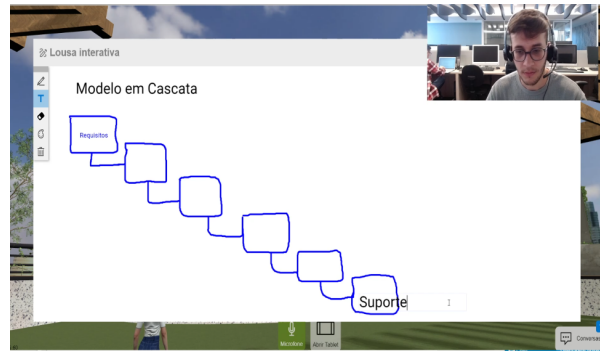 Lousa interativa
Modelo em Cascata
Requisitos
Suporte
1
Microfone
Abrir Tablet
Conversas